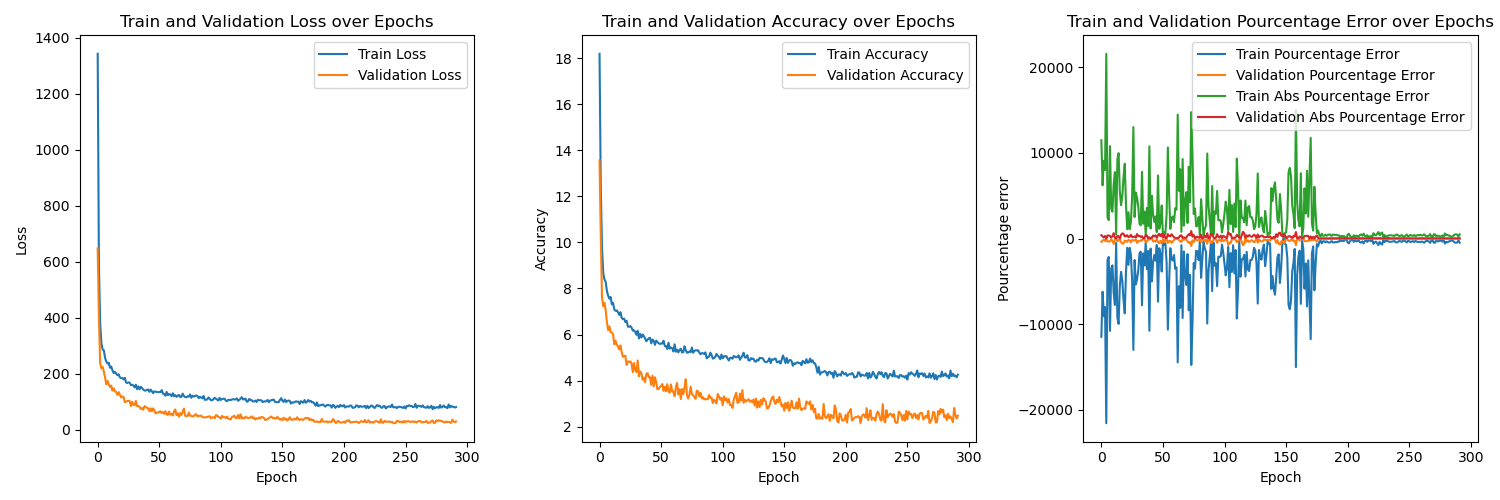 Train and Validation Loss over Epochs
Loss
1400
1200
1000
800
600
400
200
0
Train Loss
Validation Loss
0 50 100 150 200 250 300
Epoch
Train and Validation Accuracy over Epochs
Accuracy
18
16
14
12
10
8
6
4
2
Train Accuracy
Validation Accuracy
0 50 100 150 200 250 300
Epoch
Train and Validation Pourcentage Error over Epochs
Pourcentage error
20000
10000
0
−10000
−20000
Train Pourcentage Error
Validation Pourcentage Error
Train Abs Pourcentage Error
Validation Abs Pourcentage Error
0 50 100 150 200 250 300
Epoch